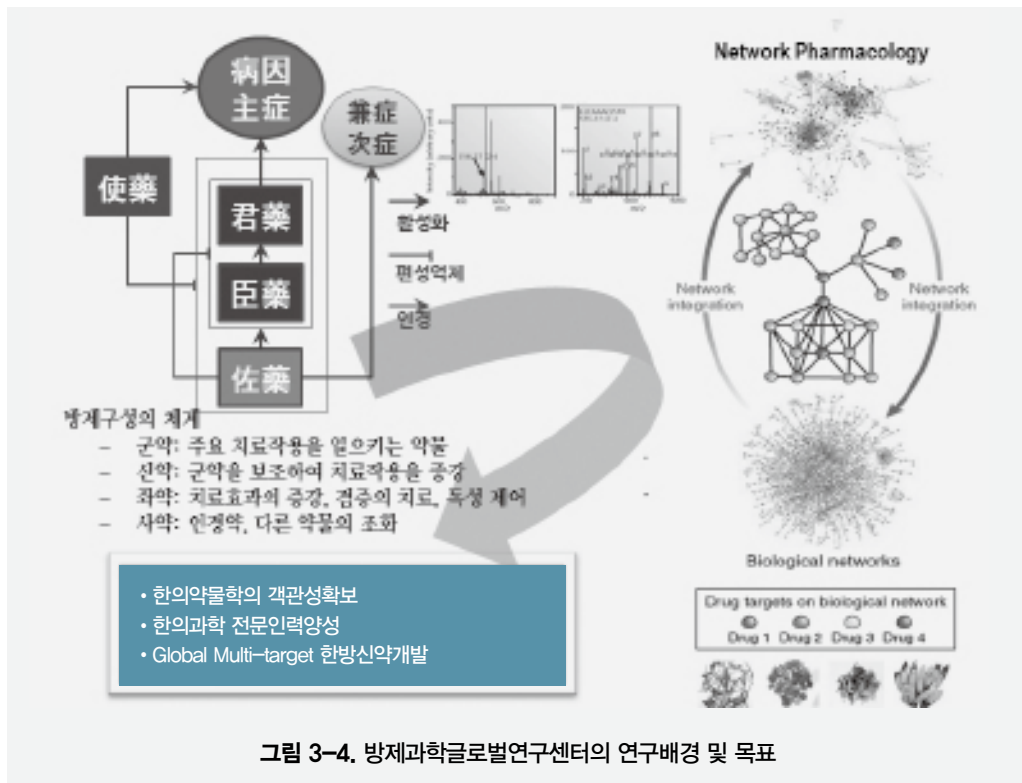 病因
主症
兼症
次症
使藥
君藥
臣藥
佐藥
활성화
편성억제
인경
방제구성의 체계
– 군약: 주요 치료작용을 일으키는 약물
– 신약: 군약을 보조하여 치료작용을 증강
– 좌약: 치료효과의 증강, 겸증의 치료, 독성 제어
– 사약: 인경약, 다른 약물의 조화
• 한의약물학의 객관성확보
• 한의과학 전문인력양성
• Global Multi-target 한방신약개발
Network Pharmacology
Network
integration
Network
integration
Biological networks
Drug targets on biological network
Drug 1 Drug 2 Drug 3 Drug 4
그림 3-4. 방제과학글로벌연구센터의 연구배경 및 목표